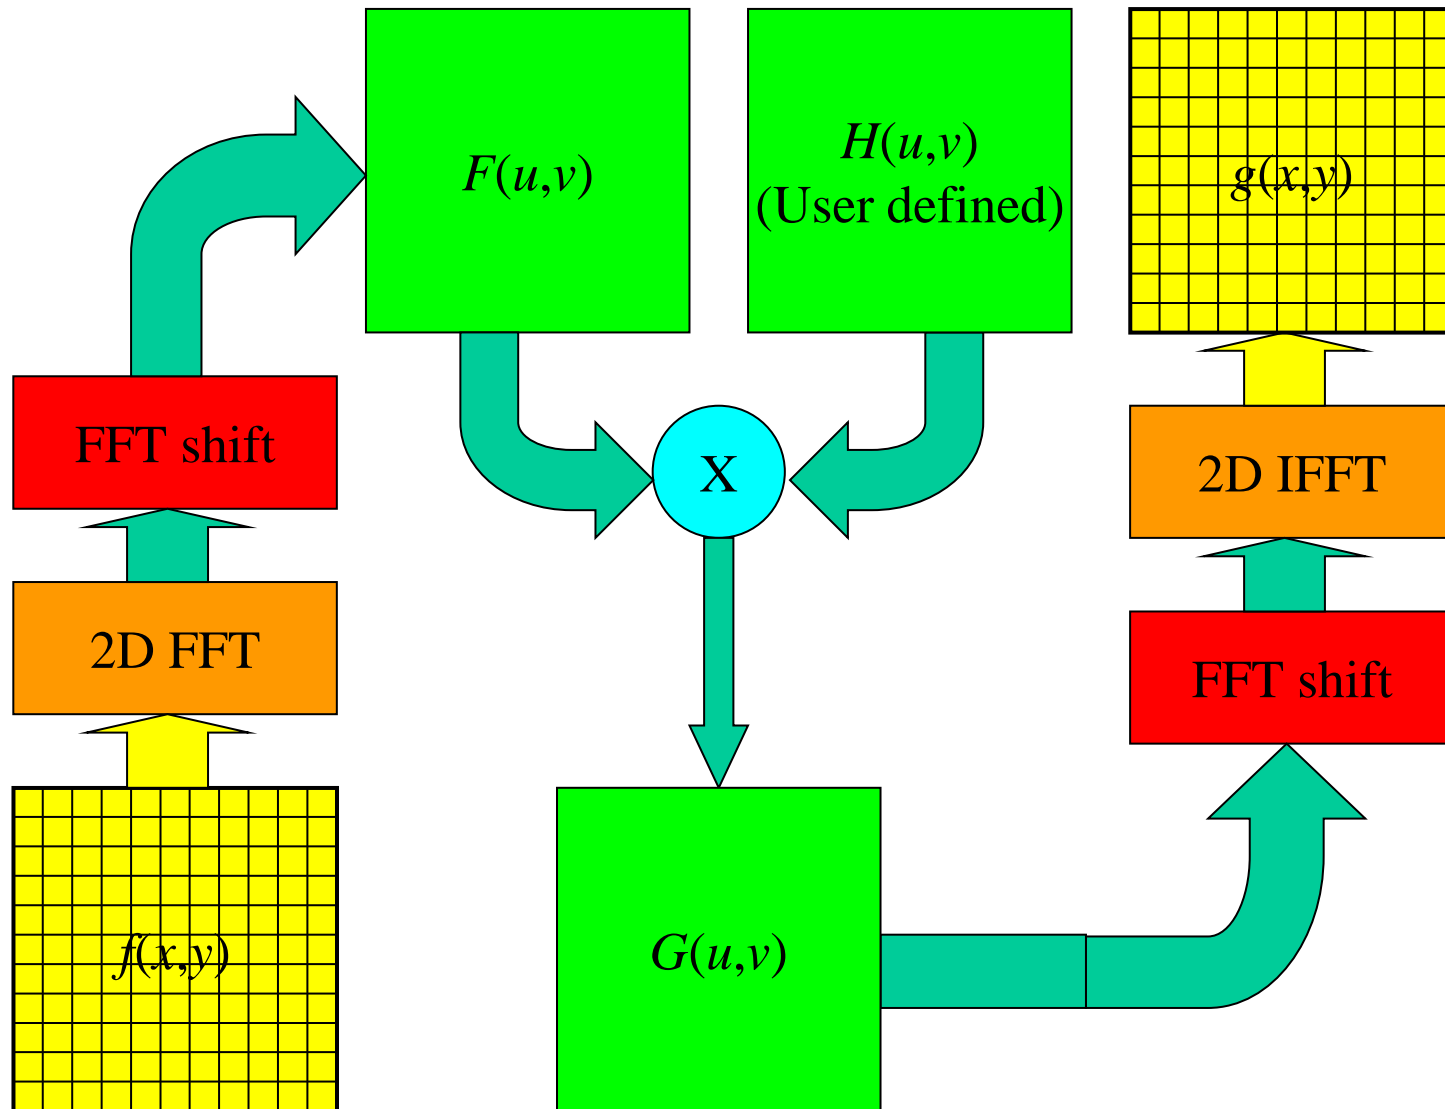 F(u,v)
H(u,v)
(User defined)
g(x,y)
FFT shift
X
2D IFFT
2D FFT
FFT shift
f(x,y)
G(u,v)